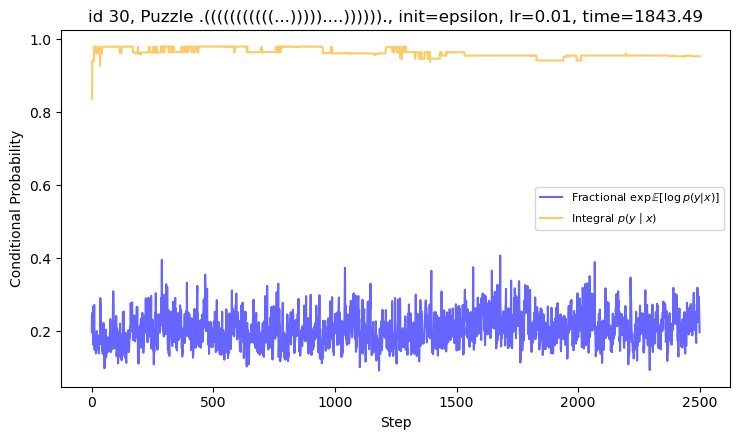 id 30, Puzzle .(((((((((((...)))))....))))))., init=epsilon, lr=0.01, time=1843.49
1.0
0.8
0.6
0.4
0.2
Conditional Probability
Fractional exp𝔼[log p(y|x)]
Integral p(y | x)
0
500
1000
1500
2000
2500
Step